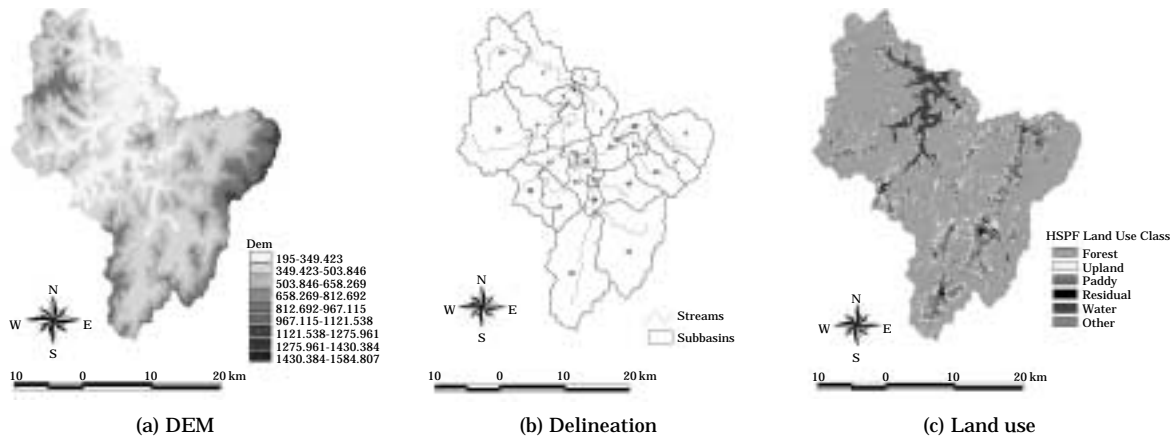 Dem
195-349.423
349.423-503.846
503.846-658.269
658.269-812.692
812.692-967.115
967.115-1121.538
1121.538-1275.961
1275.961-1430.384
1430.384-1584.807
N
W E
S
10 0 10 20 km
(a) DEM
N
W E
S
Streams
Subbasins
10 0 10 20 km
(b) Delineation
HSPF Land Use Class
Forest
Upland
Paddy
Residual
Water
Other
N
W E
S
10 0 10 20 km
(c) Land use